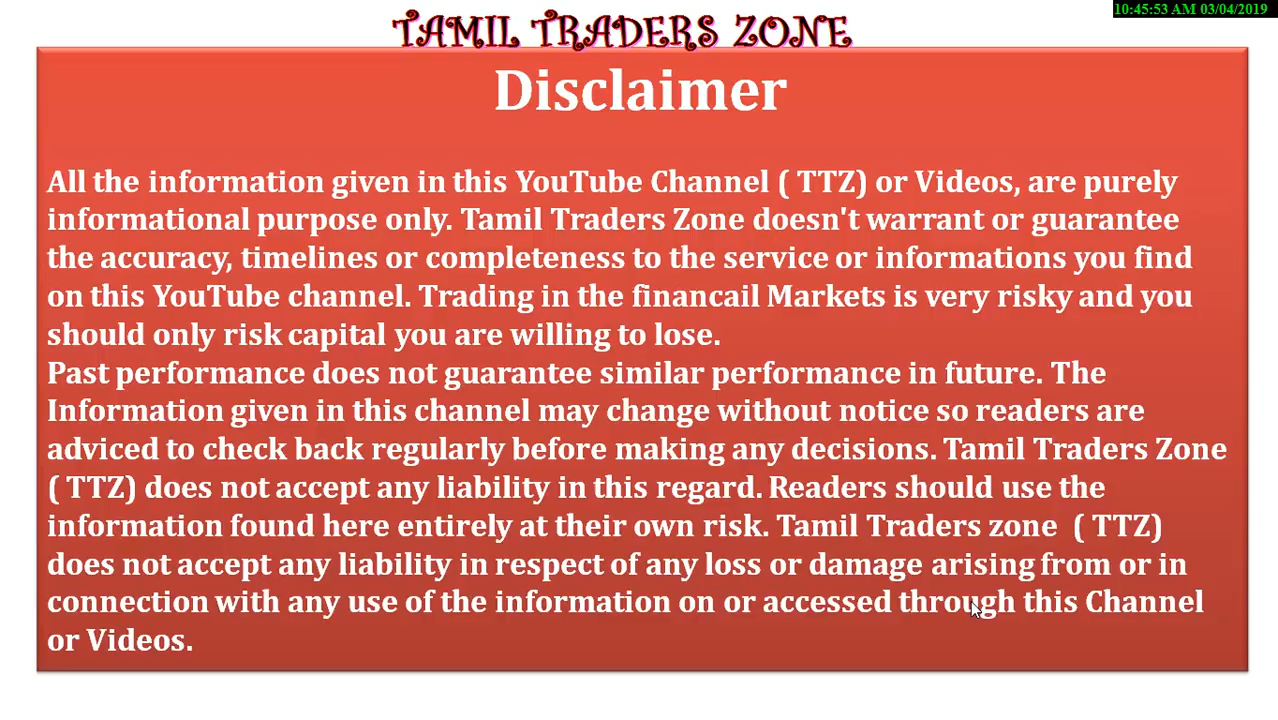 10:45:53 AM 03/04/2019
TAMIL TRADERS ZONE
Disclaimer
All the information given in this YouTube Channel ( TTZ) or Videos, are purely
informational purpose only. Tamil Traders Zone doesn't warrant or guarantee
the accuracy, timelines or completeness to the service or informations you find
on this YouTube channel. Trading in the financail Markets is very risky and you
should only risk capital you are willing to lose.
Past performance does not guarantee similar performance in future. The
Information given in this channel may change without notice so readers are
adviced to check back regularly before making any decisions. Tamil Traders Zone
( TTZ) does not accept any liability in this regard. Readers should use the
information found here entirely at their own risk. Tamil Traders zone  ( TTZ)
does not accept any liability in respect of any loss or damage arising from or in
connection with any use of the information on or accessed through this Channel
or Videos.